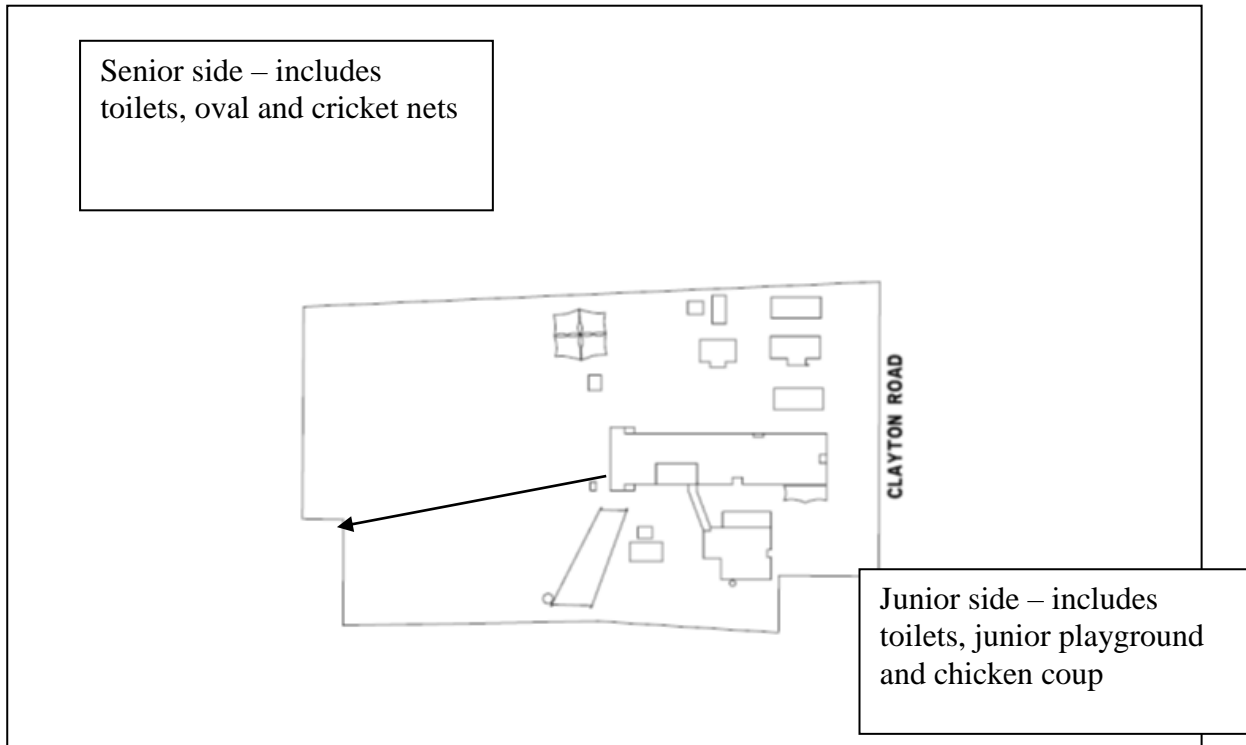 Senior side – includes
toilets, oval and cricket nets
CLAYTON ROAD
Junior side – includes
toilets, junior playground
and chicken coup